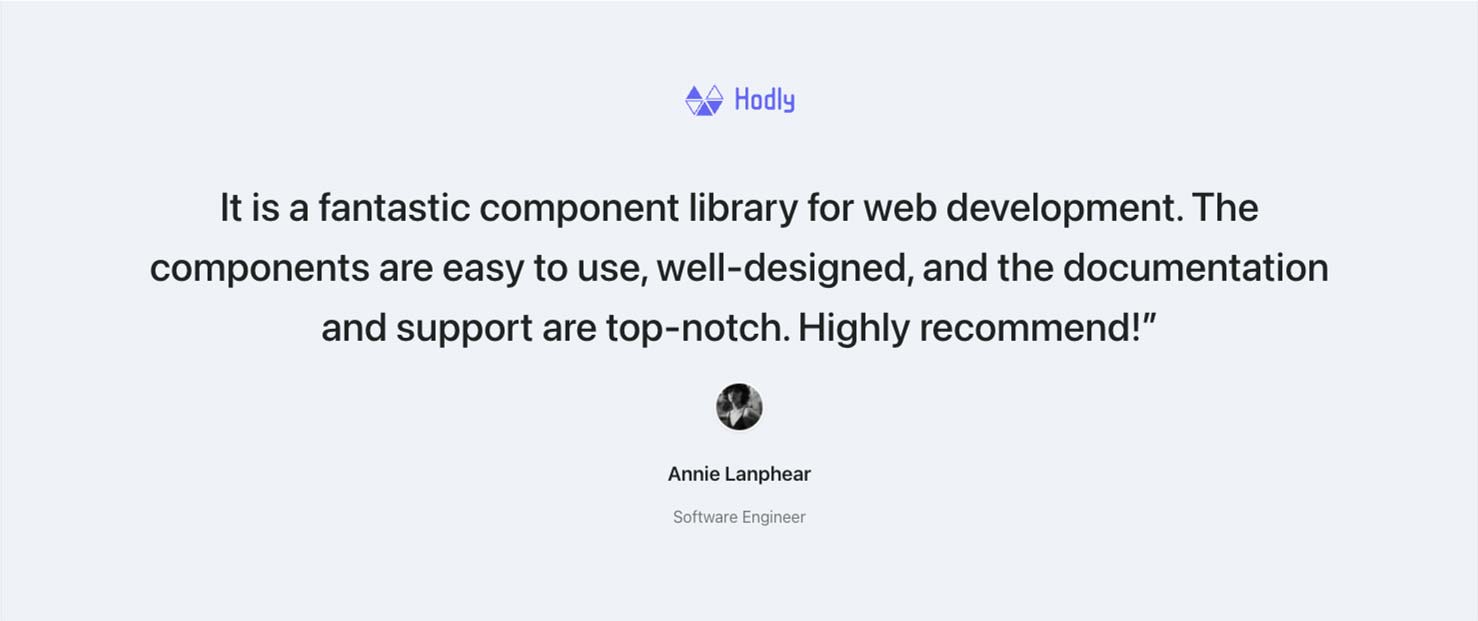 Hodly
It is a fantastic component library for web development. The
components are easy to use, well-designed, and the documentation
and support are top-notch. Highly recommend!”
Annie Lanphear
Software Engineer